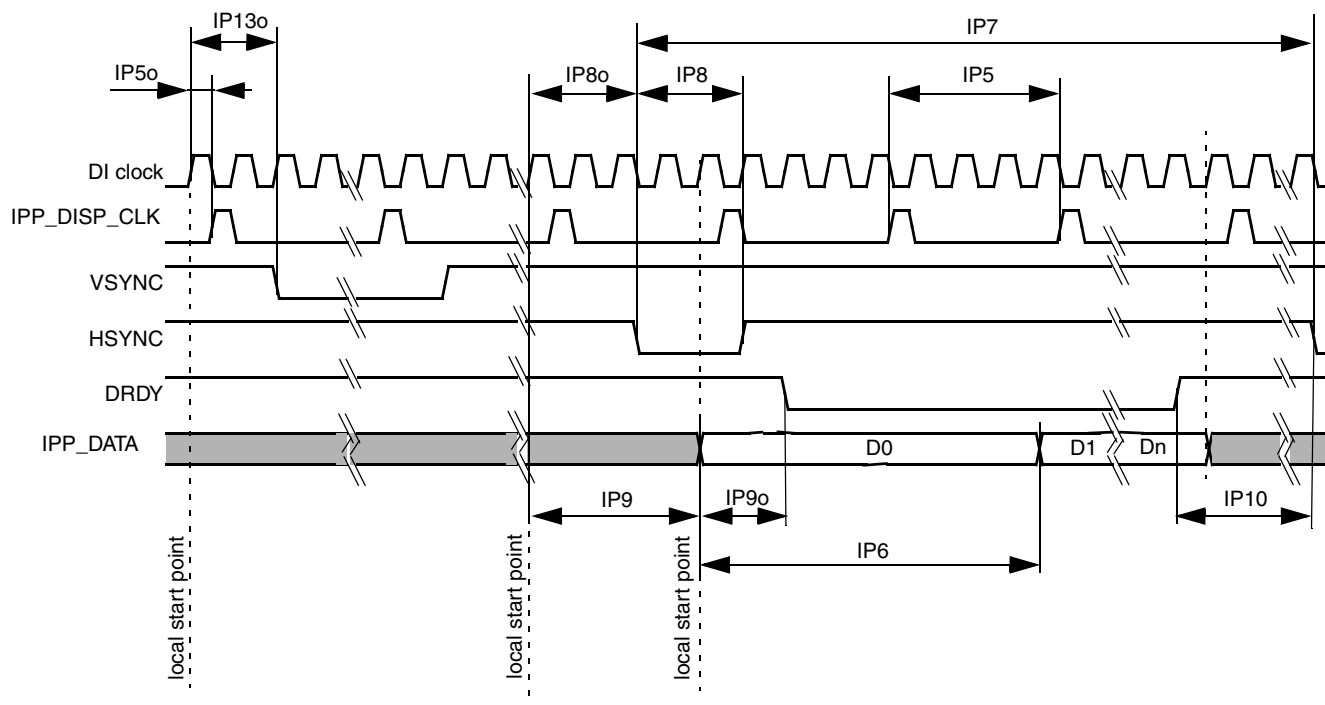 IP13o
IP7
IP5o
IP8o
IP8
IP5
DI clock
IPP_DISP_CLK
VSYNC
HSYNC
DRDY
IPP_DATA
D0
D1
Dn
IP9
IP9o
IP10
IP6
local start point
local start point
local start point